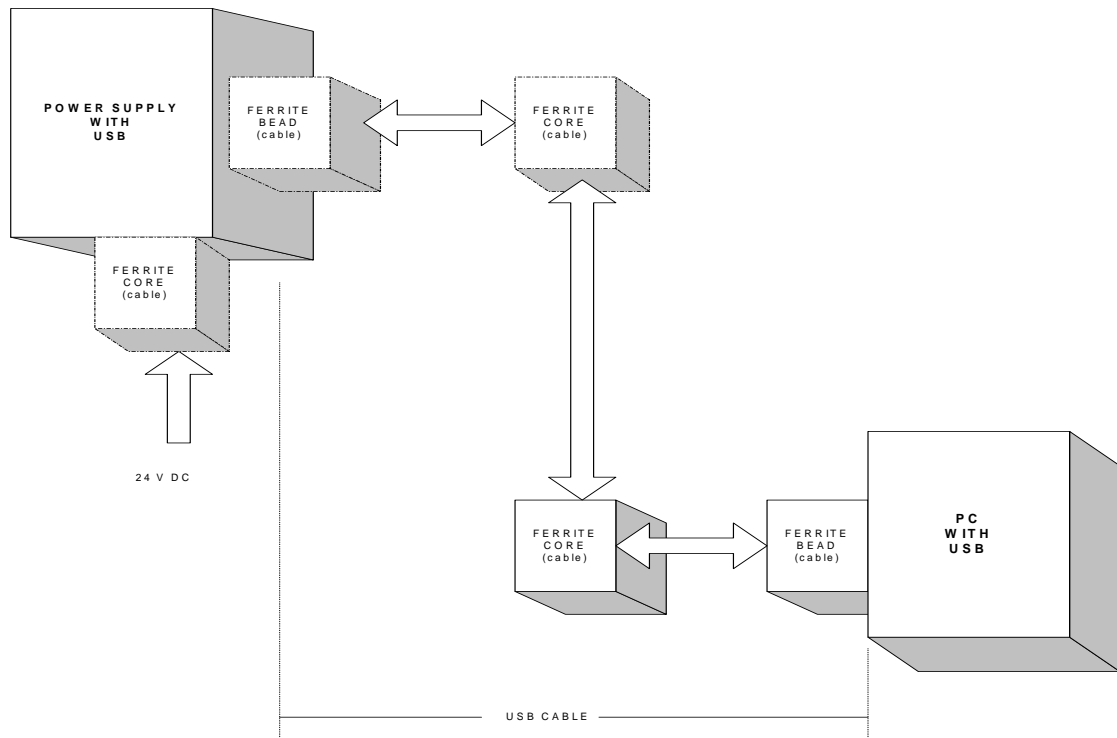 POWER SUPPLY
WITH
USB
FERRITE
BEAD
(cable)
FERRITE
CORE
(cable)
FERRITE
CORE
(cable)
24 V DC
FERRITE
CORE
(cable)
FERRITE
BEAD
(cable)
PC
WITH
USB
USB CABLE